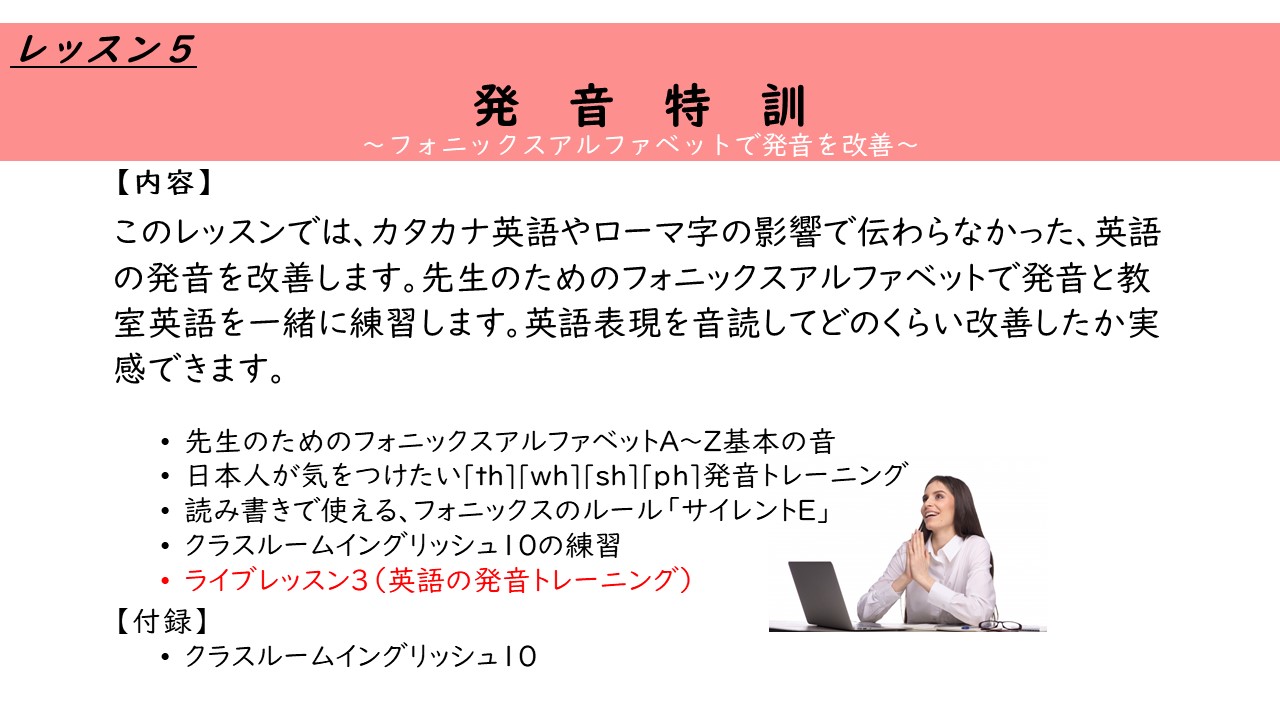 レッスン５
発 音 特 訓
～フォニックスアルファベットで発音を改善～
【内容】
このレッスンでは、カタカナ英語やローマ字の影響で伝わらなかった、英語
の発音を改善します。先生のためのフォニックスアルファベットで発音と教
室英語を一緒に練習します。英語表現を音読してどのくらい改善したか実
感できます。
• 先生のためのフォニックスアルファベットA～Z基本の音
• 日本人が気をつけたい[th][wh][sh][ph]発音トレーニング
• 読み書きで使える、フォニックスのルール「サイレントE」
• クラスルームイングリッシュ10の練習
• ライブレッスン3（英語の発音トレーニング）
【付録】
• クラスルームイングリッシュ10